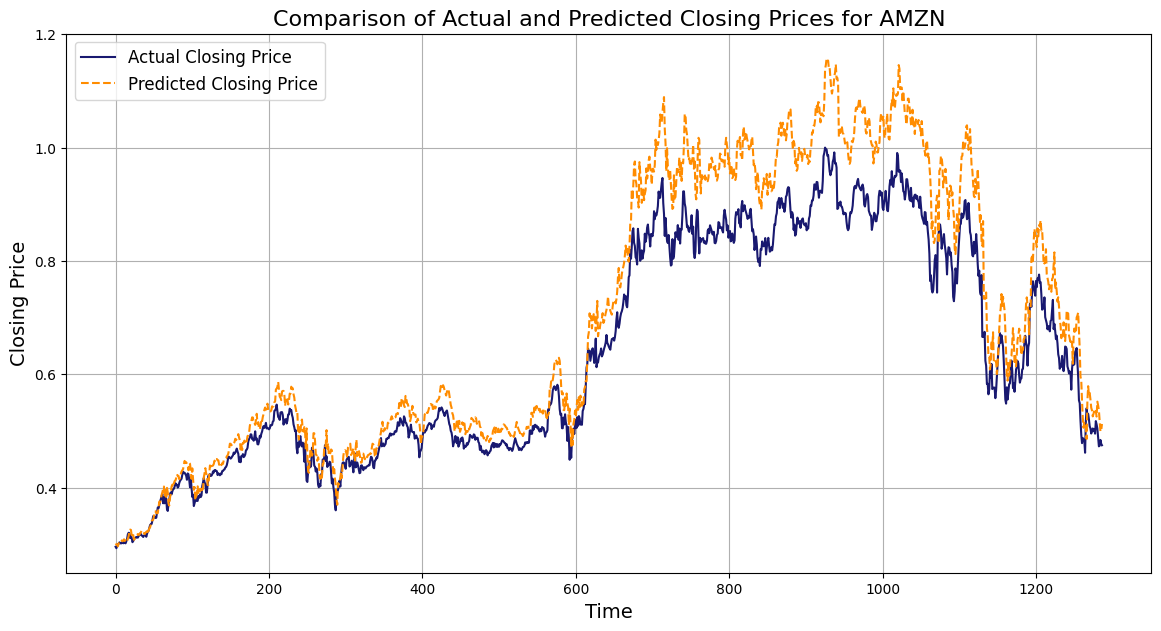 Comparison of Actual and Predicted Closing Prices for AMZN
Actual Closing Price
Predicted Closing Price
Closing Price
1.2
1.0
0.8
0.6
0.4
0
200
400
600
800
1000
1200
Time